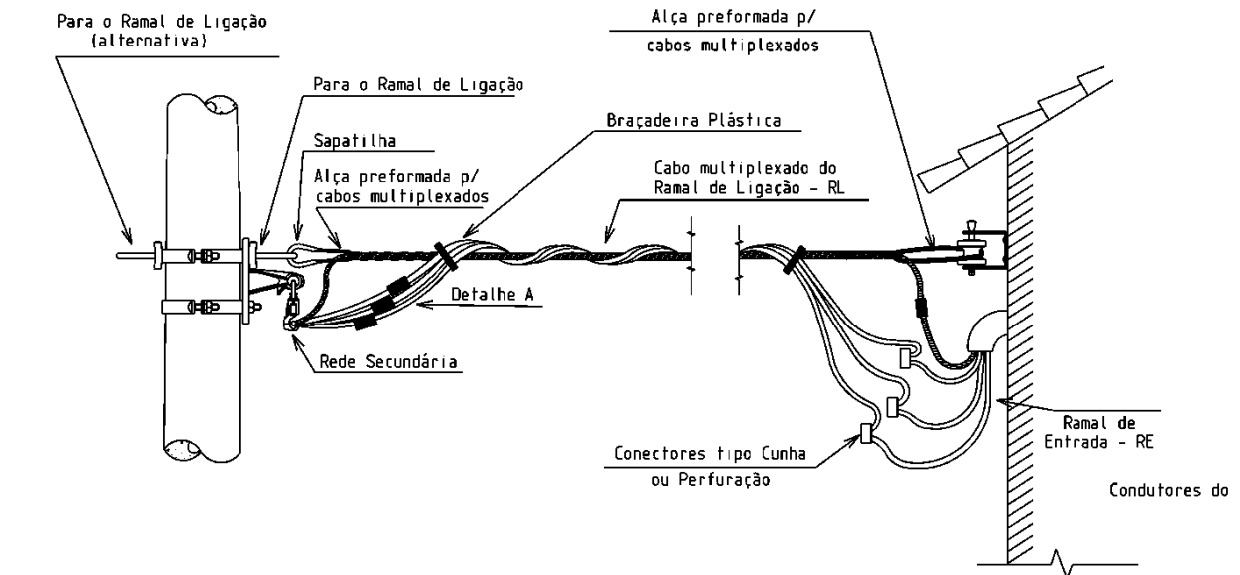 Para o Ramal de Ligação
(alternativa)
Alça preformada p/
cabos multiplexados
Para o Ramal de Ligação
Braçadeira Plástica
Sapatilha
Cabo multiplexado do
Ramal de Ligação - RL
Alça preformada p/
cabos multiplexados
Detalhe A
Rede Secundária
Ramal de
Entrada - RE
Conectores tipo Cunha
ou Perfuração
Condutores do